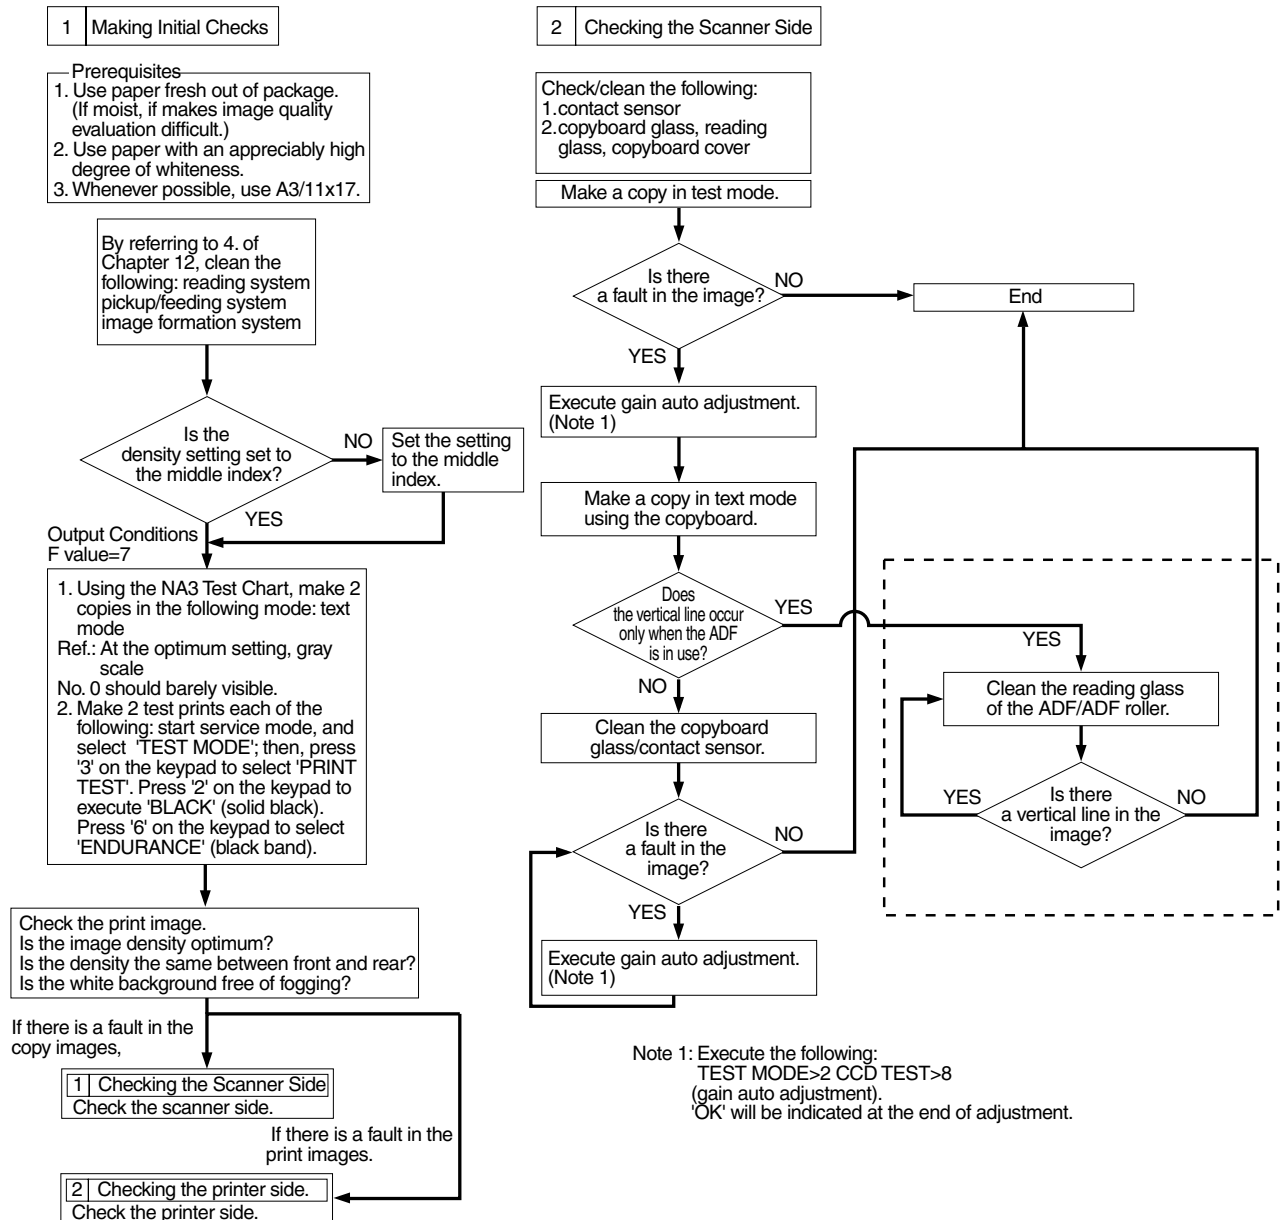 1 Making Initial Checks
Prerequisites
1. Use paper fresh out of package.
(If moist, if makes image quality
evaluation difficult.)
2. Use paper with an appreciably high
degree of whiteness.
3. Whenever possible, use A3/11x17.
By referring to 4. of
Chapter 12, clean the
following: reading system
pickup/feeding system
image formation system
Is the
density setting set to
the middle index?
NO
Set the setting
to the middle
index.
YES
Output Conditions
F value=7
1. Using the NA3 Test Chart, make 2
copies in the following mode: text
mode
Ref.: At the optimum setting, gray
scale
No. 0 should barely visible.
2. Make 2 test prints each of the
following: start service mode, and
select 'TEST MODE'; then, press
'3' on the keypad to select 'PRINT
TEST'. Press '2' on the keypad to
execute 'BLACK' (solid black).
Press '6' on the keypad to select
'ENDURANCE' (black band).
Check the print image.
Is the image density optimum?
Is the density the same between front and rear?
Is the white background free of fogging?
If there is a fault in the
copy images,
1 Checking the Scanner Side
Check the scanner side.
If there is a fault in the
print images.
2 Checking the printer side.
Check the printer side.
2 Checking the Scanner Side
Check/clean the following:
1.contact sensor
2.copyboard glass, reading
glass, copyboard cover
Make a copy in test mode.
Is there
a fault in the image?
NO
End
YES
Execute gain auto adjustment.
(Note 1)
Make a copy in text mode
using the copyboard.
Does
the vertical line occur
only when the ADF
is in use?
YES
YES
NO
Clean the reading glass
of the ADF/ADF roller.
Clean the copyboard
glass/contact sensor.
Is there
a vertical line in the
image?
YES
NO
Is there
a fault in the
image?
NO
YES
Execute gain auto adjustment.
(Note 1)
Note 1: Execute the following:
TEST MODE>2 CCD TEST>8
(gain auto adjustment).
'OK' will be indicated at the end of adjustment.